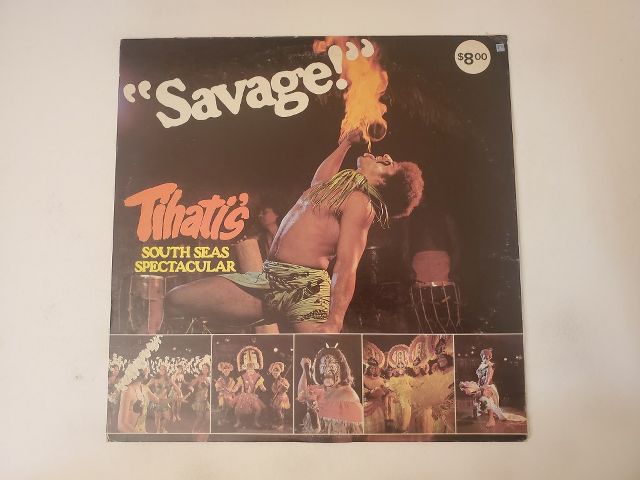 “Savage!”
$8.00
Tihati's
SOUTH SEAS
SPECTACULAR